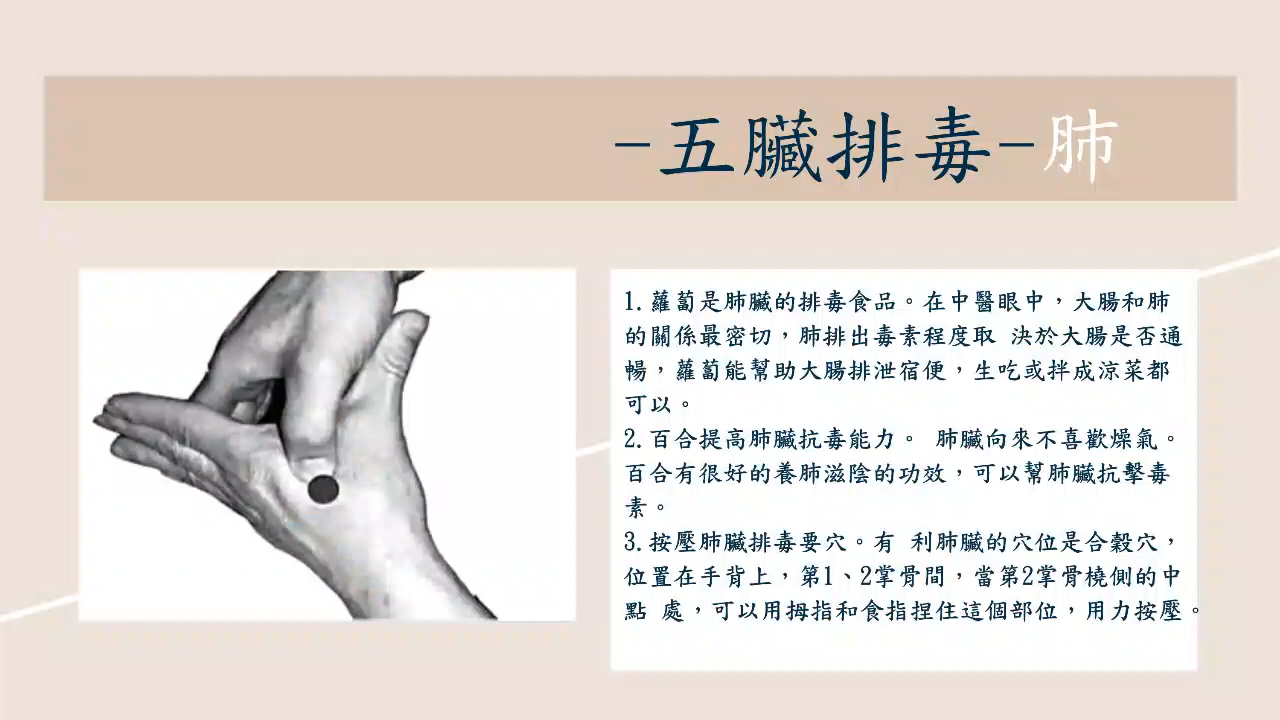 -五臟排毒-肺
1.蘿蔔是肺臟的排毒食品。在中醫眼中，大腸和肺
的關係最密切，肺排出毒素程度取 決於大腸是否通
暢，蘿蔔能幫助大腸排泄宿便，生吃或拌成涼菜都
可以。
2.百合提高肺臟抗毒能力。 肺臟向來不喜歡燥氣。
百合有很好的養肺滋陰的功效，可以幫肺臟抗擊毒
素。
3.按壓肺臟排毒要穴。有 利肺臟的穴位是合穀穴，
位置在手背上，第1、2掌骨間，當第2掌骨橈側的中
點 處，可以用拇指和食指捏住這個部位，用力按壓。